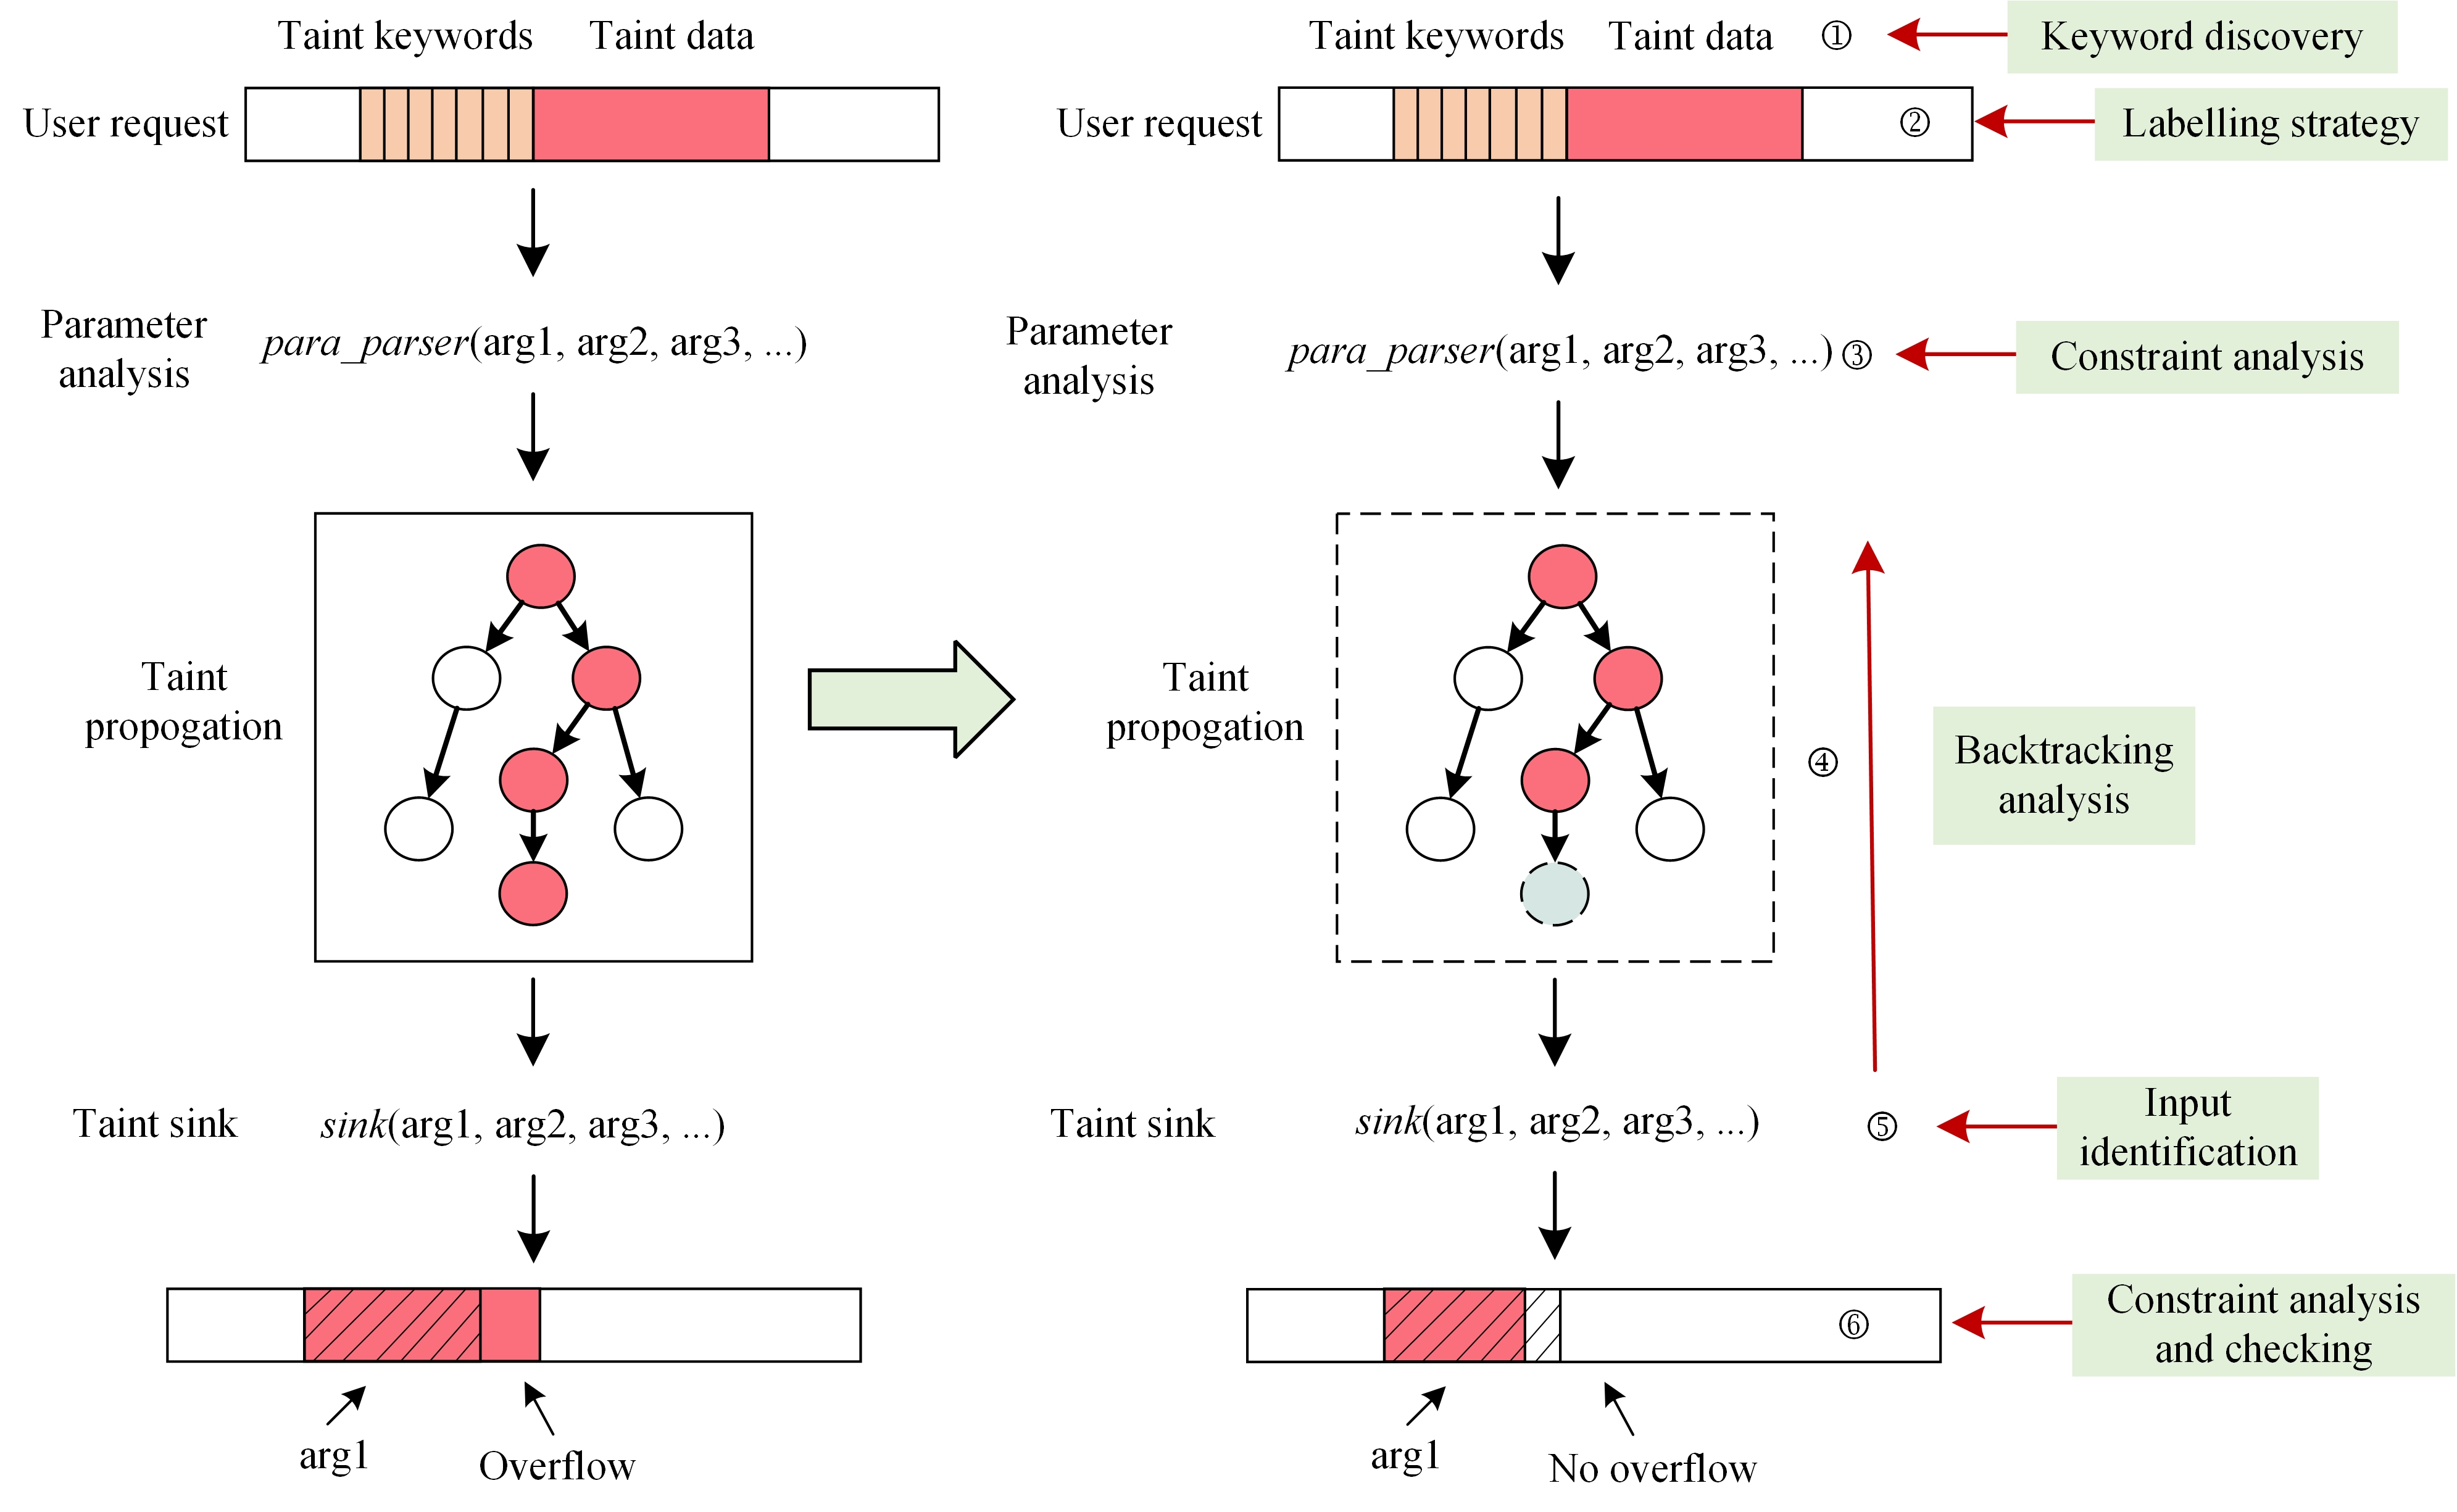 Taint keywords Taint data
User request
Parameter
analysis
para_parser(arg1, arg2, arg3, ...)
Taint
propogation
Taint sink
sink(arg1, arg2, arg3, ...)
arg1
Overflow
Taint keywords Taint data ①
Keyword discovery
User request
②
Labelling strategy
Parameter
analysis
para_parser(arg1, arg2, arg3, ...) ③
Constraint analysis
Taint
propogation
④
Backtracking
analysis
Taint sink
sink(arg1, arg2, arg3, ...)
⑤
Input
identification
⑥
Constraint analysis
and checking
arg1
No overflow